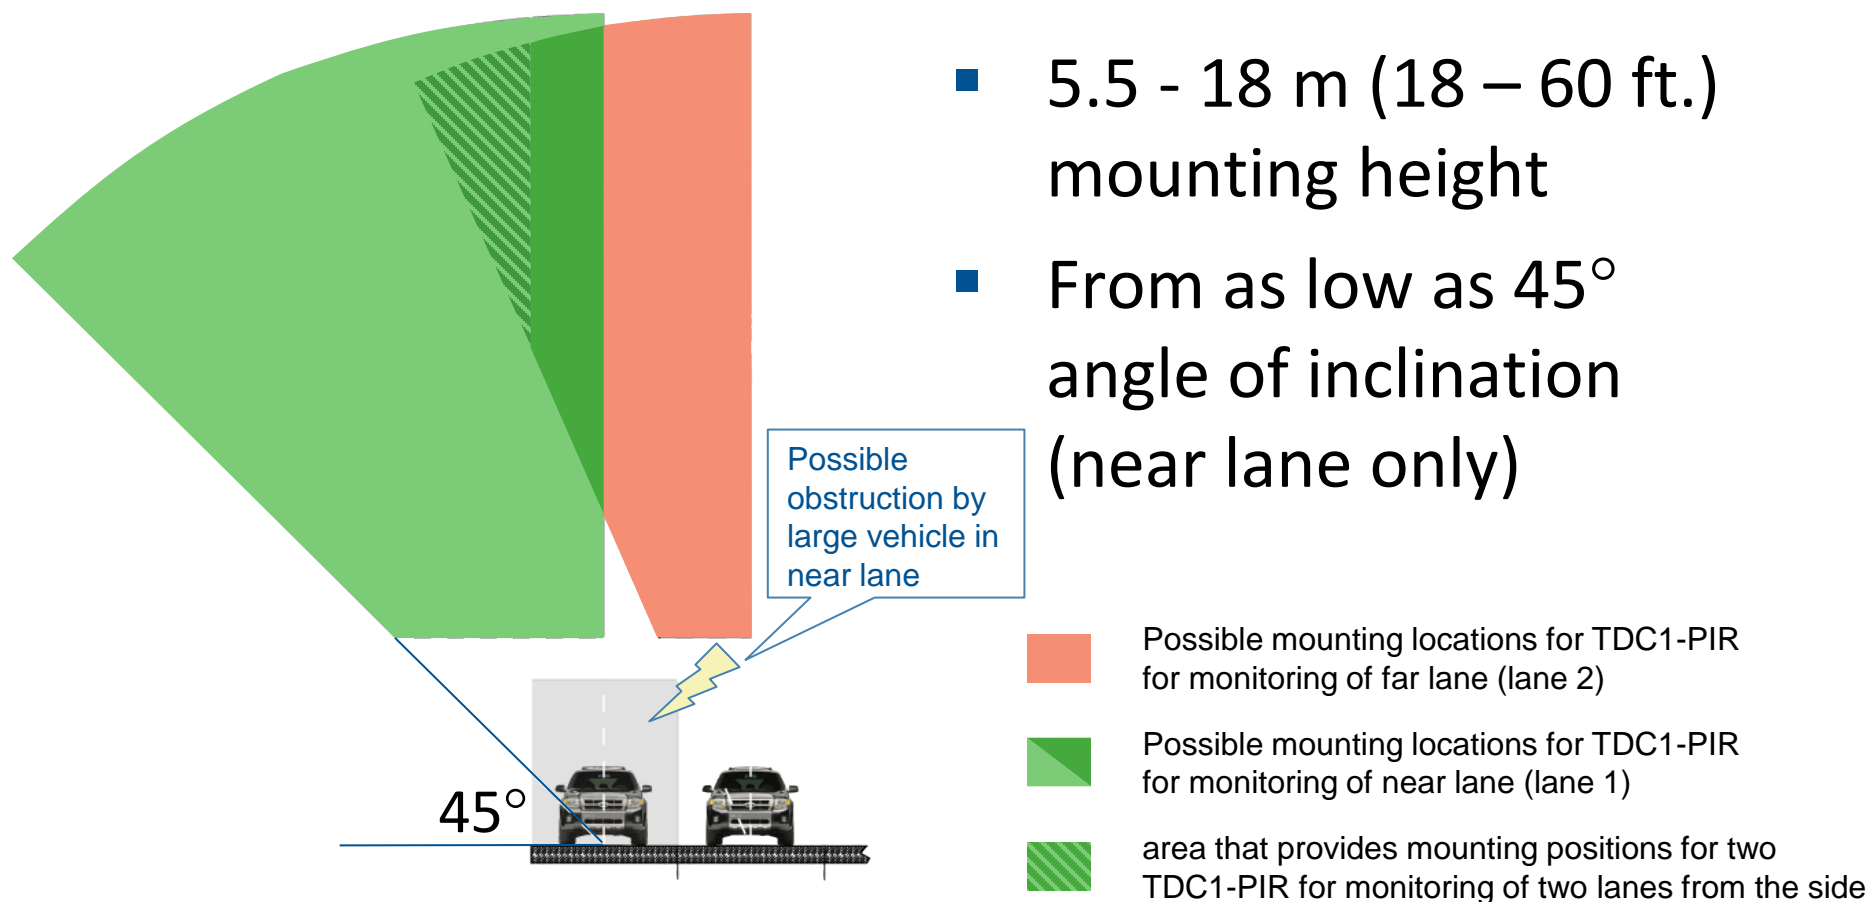 5.5 - 18 m (18 – 60 ft.)
mounting height
From as low as 45°
angle of inclination
(near lane only)
Possible
obstruction by
large vehicle in
near lane
45°
Possible mounting locations for TDC1-PIR
for monitoring of far lane (lane 2)
Possible mounting locations for TDC1-PIR
for monitoring of near lane (lane 1)
area that provides mounting positions for two
TDC1-PIR for monitoring of two lanes from the side